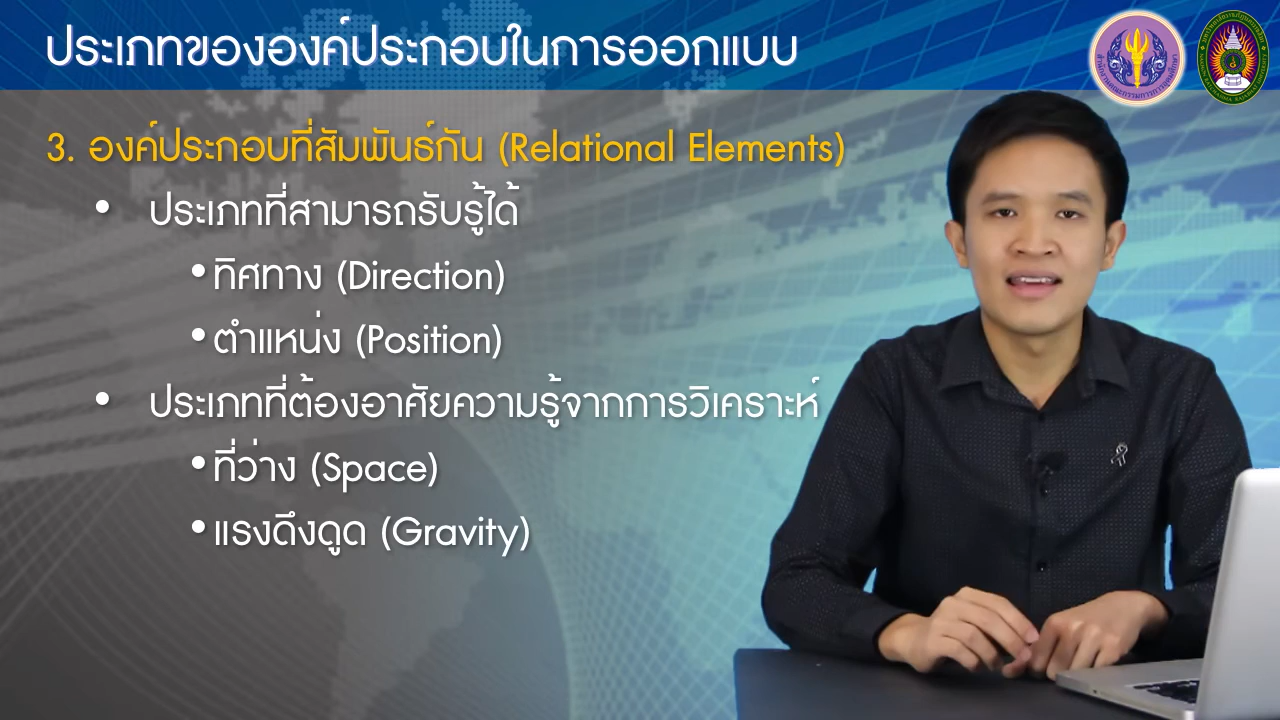 ประเภทขององค์ประกอบในการออกแบบ
3. องค์ประกอบที่สัมพันธ์กัน (Relational Elements)
• ประเภทที่สามารถรับรู้ได้
• ทิศทาง (Direction)
• ตำแหน่ง (Position)
• ประเภทที่ต้องอาศัยความรู้จากการวิเคราะห์
• ที่ว่าง (Space)
• แรงดึงดูด (Gravity)